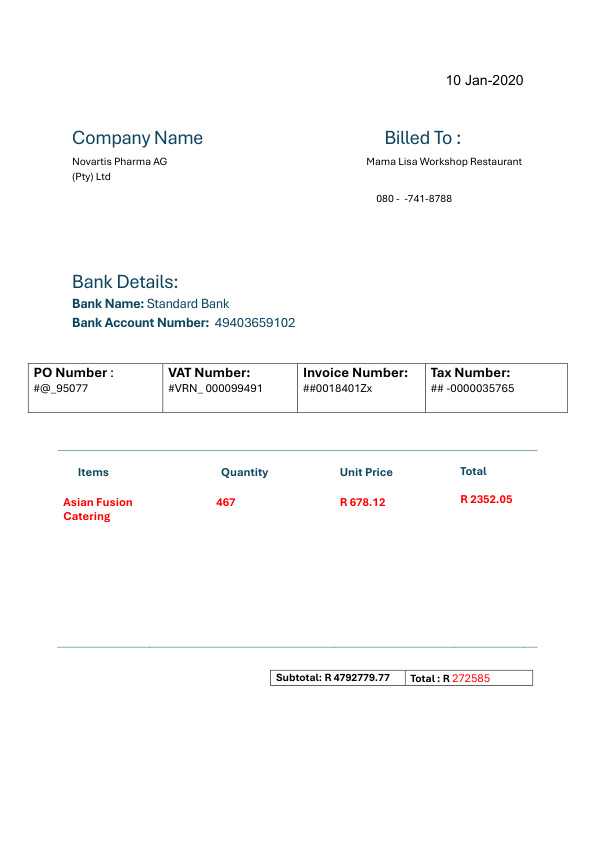 10 Jan-2020
Company Name
Billed To :
Novartis Pharma AG
(Pty) Ltd
Mama Lisa Workshop Restaurant
080 - -741-8788
Bank Details:
Bank Name: Standard Bank
Bank Account Number: 49403659102
PO Number : VAT Number: Invoice Number: Tax Number:
#@_95077 #VRN_ 000099491 ##0018401Zx ## -0000035765
Items Quantity Unit Price Total
Asian Fusion 467 R 678.12 R 2352.05
Catering
Subtotal: R 4792779.77 Total : R 272585